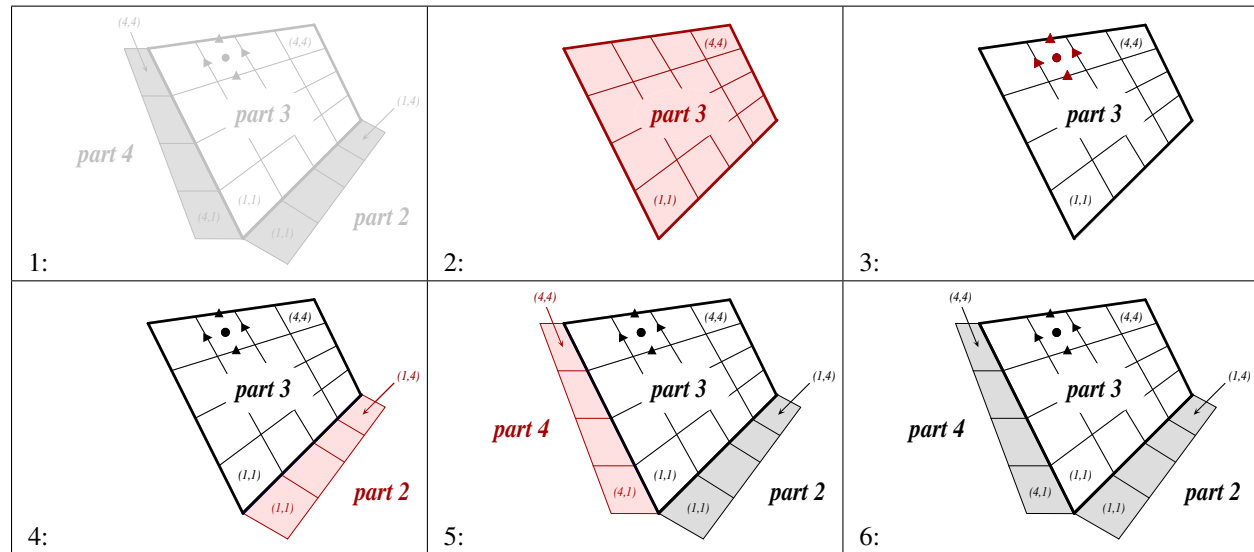 (4,4)
(4,4)
(1,4)
part 3
part 4
(1,1)
(4,1)
part 2
(1,1)
1:
(4,4)
part 3
(1,1)
2:
(4,4)
part 3
(1,1)
3:
(4,4)
(1,4)
part 3
(1,1)
part 2
(1,1)
4:
(4,4)
(4,4)
(1,4)
part 3
part 4
(1,1)
(4,1)
part 2
(1,1)
5:
(4,4)
(4,4)
(1,4)
part 3
part 4
(1,1)
(4,1)
part 2
(1,1)
6: